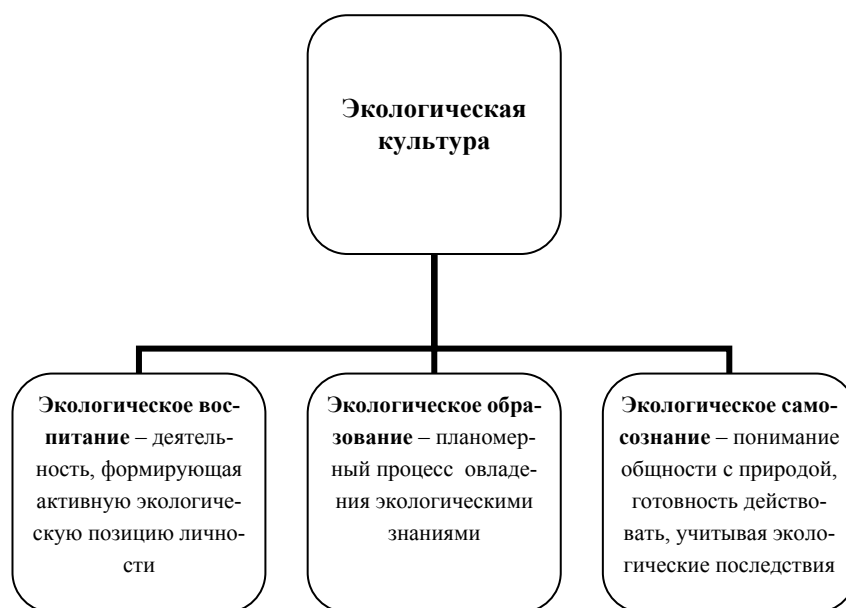 Экологическая
культура
Экологическое вос-
питание – деятель-
ность, формирующая
активную экологиче-
скую позицию лично-
сти
Экологическое обра-
зование – планомер-
ный процесс овладе-
ния экологическими
знаниями
Экологическое само-
сознание – понимание
общности с природой,
готовность действо-
вать, учитывая эколо-
гические последствия